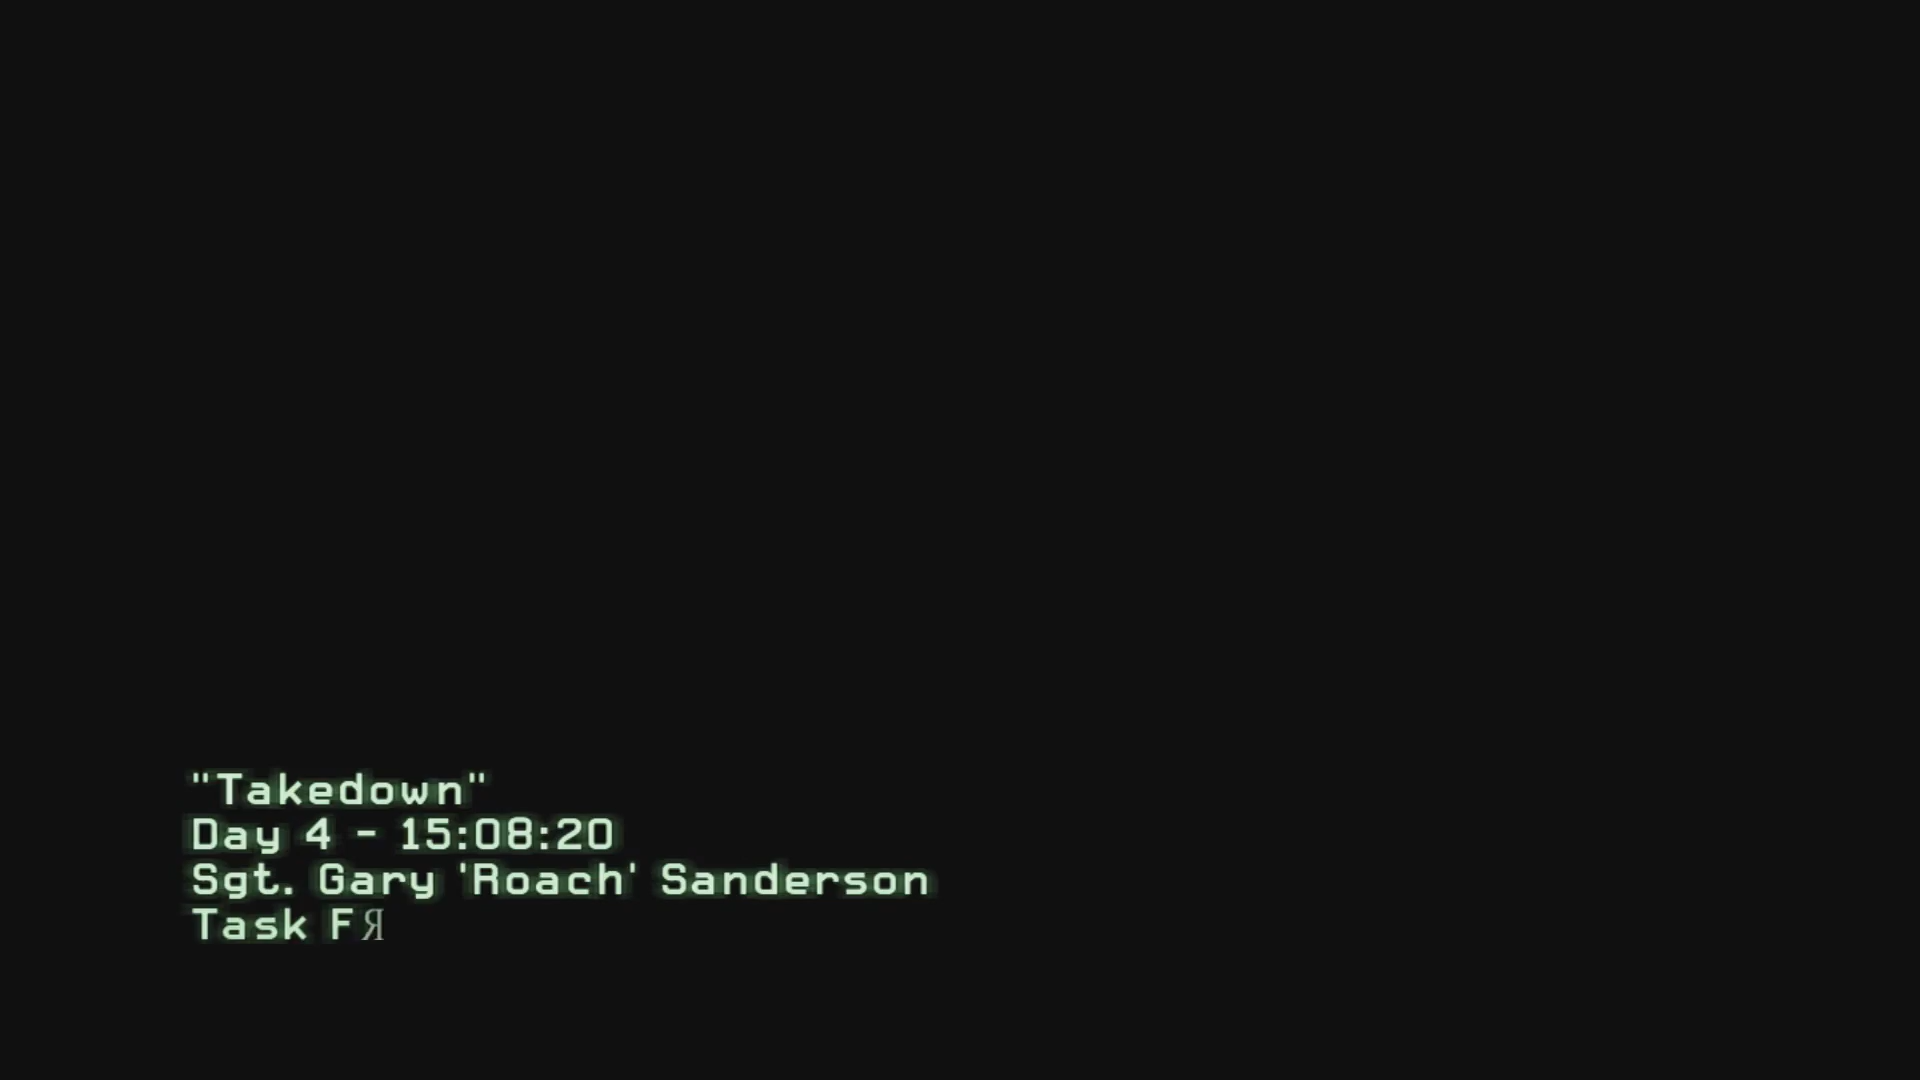 "Takedown"
Day 4 - 15:08:20
Sgt. Gary 'Roach' Sanderson
Task FЯ